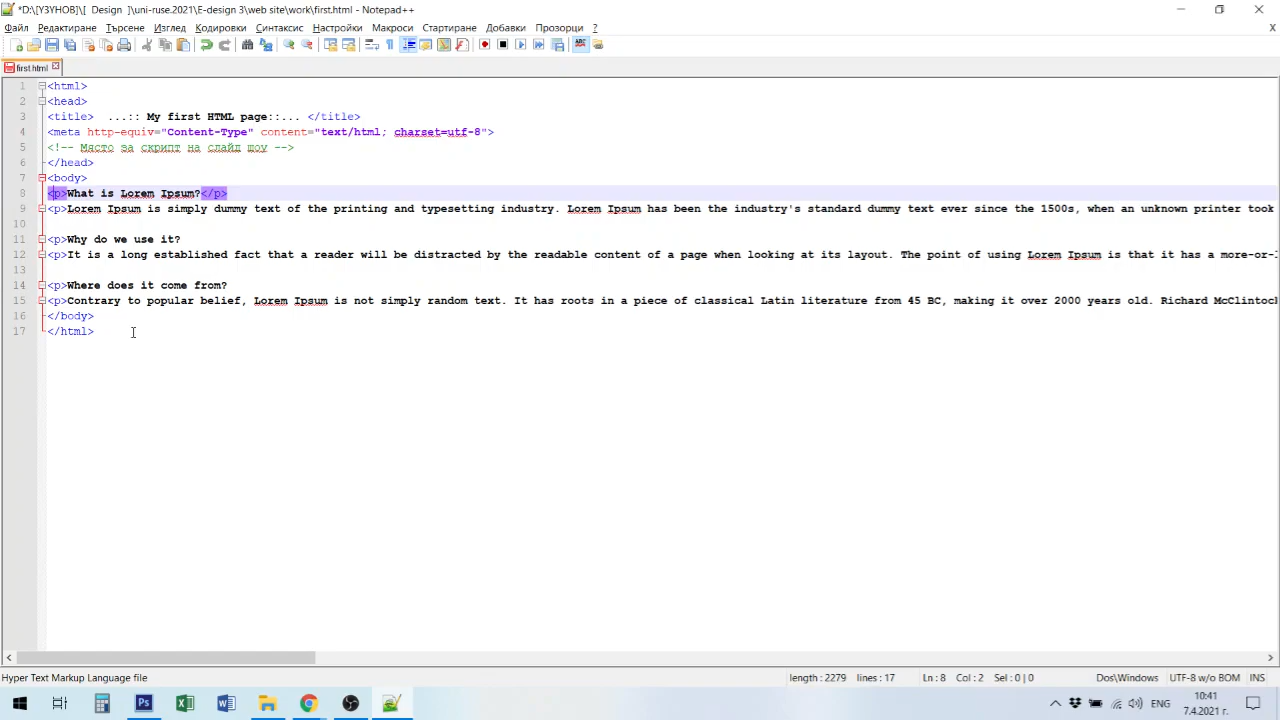 *D:\[УЗУНОВ]\[ Design ]\uni-ruse.2021\E-design 3\web site\work\first.html - Notepad++
Файл Редактиране Търсене Изглед Кодировки Синтаксис Настройки Макроси Стартиране Добавки Прозорци ?
X
first.html
1 <html>
2 <head>
3 <title> ...:: My first HTML page::... </title>
4 <meta http-equiv="Content-Type" content="text/html; charset=utf-8">
5 <!-- Място за скрипт на слайд шоу -->
6 </head>
7 <body>
8 <p>What is Lorem Ipsum?</p>
9 <p>Lorem Ipsum is simply dummy text of the printing and typesetting industry. Lorem Ipsum has been the industry's standard dummy text ever since the 1500s, when an unknown printer took
10
11 <p>Why do we use it?
12 <p>It is a long established fact that a reader will be distracted by the readable content of a page when looking at its layout. The point of using Lorem Ipsum is that it has a more-or-
13
14 <p>Where does it come from?
15 <p>Contrary to popular belief, Lorem Ipsum is not simply random text. It has roots in a piece of classical Latin literature from 45 BC, making it over 2000 years old. Richard McClintoc
16 </body>
17 </html>
Hyper Text Markup Language file length : 2279 lines : 17 Ln : 8 Col : 2 Sel : 0 | 0 Dos\Windows UTF-8 w/o BOM INS
ENG
10:41
7.4.2021 г.